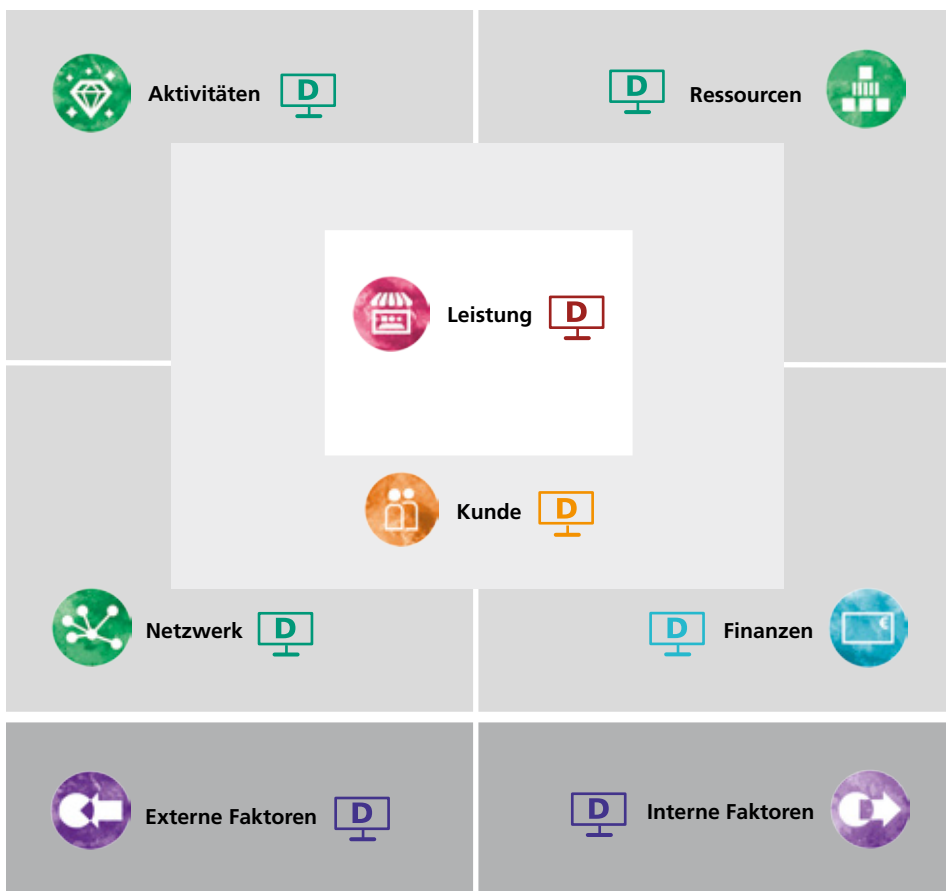 Aktivitäten D
D Ressourcen
Leistung D
Kunde D
Netzwerk D
D Finanzen €
Externe Faktoren D
D Interne Faktoren